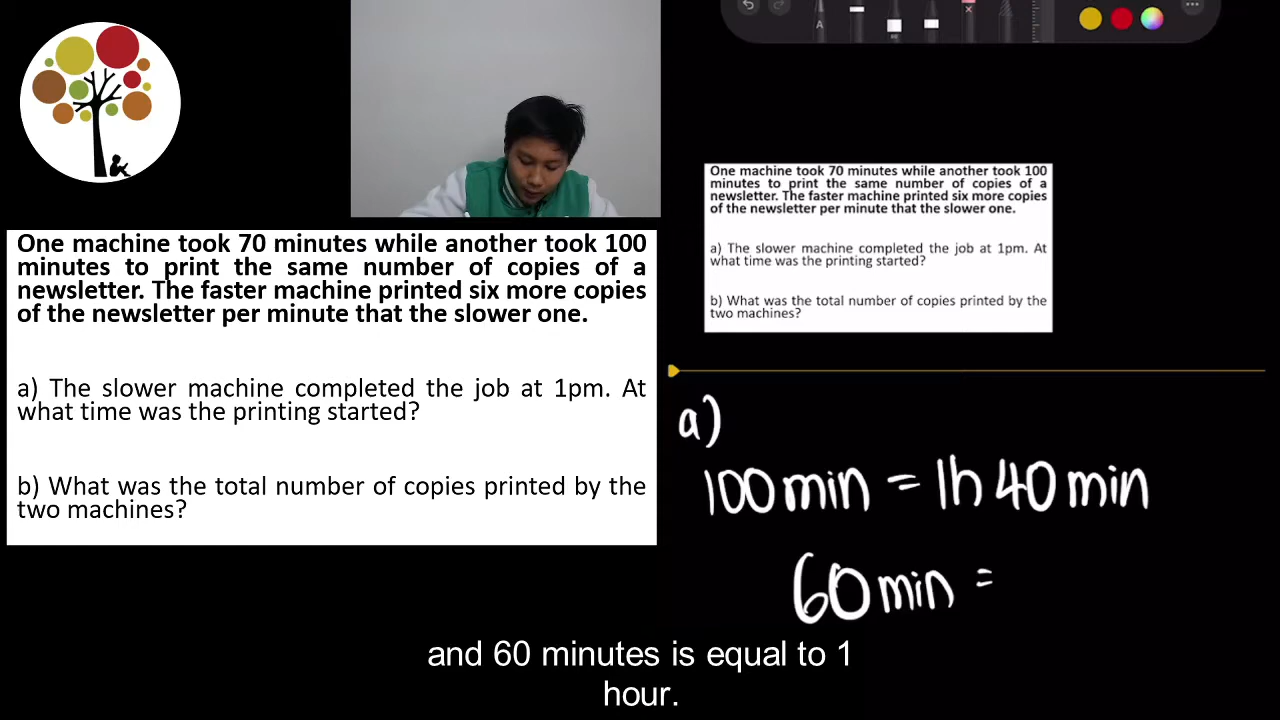 One machine took 70 minutes while another took 100
minutes to print the same number of copies of a
newsletter. The faster machine printed six more copies
of the newsletter per minute that the slower one.
a) The slower machine completed the job at 1pm. At
what time was the printing started?
b) What was the total number of copies printed by the
two machines?
One machine took 70 minutes while another took 100
minutes to print the same number of copies of a
newsletter. The faster machine printed six more copies
of the newsletter per minute that the slower one.
a) The slower machine completed the job at 1pm. At
what time was the printing started?
b) What was the total number of copies printed by the
two machines?
a)
100 min = 1h 40 min
60 min =
and 60 minutes is equal to 1
hour.